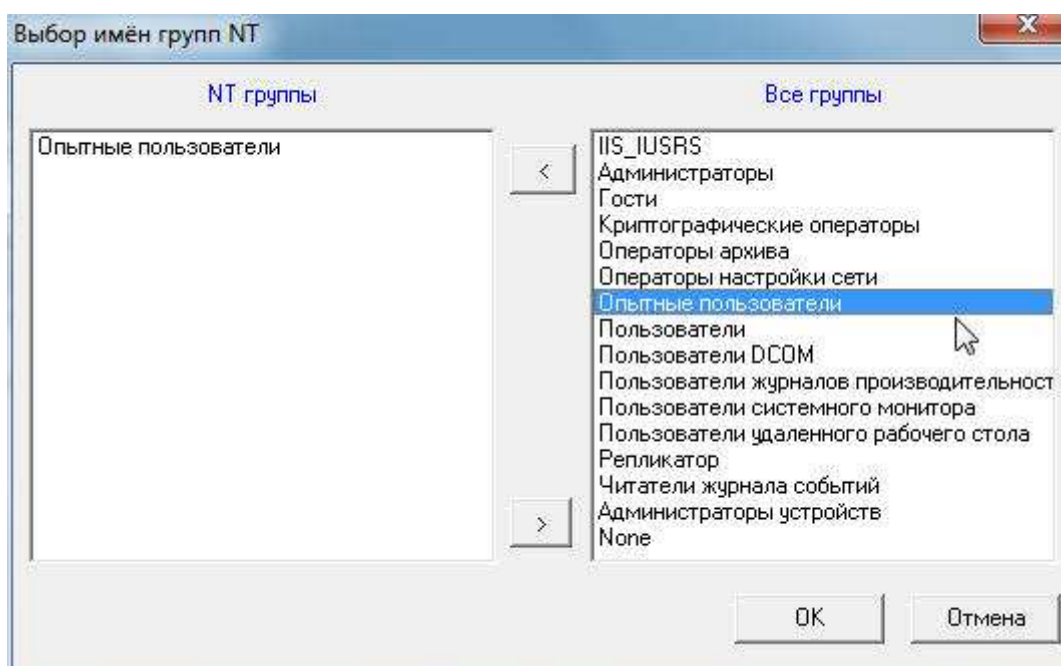 Выбор имён групп NT
NT группы
Все группы
Опытные пользователи
<
>
IIS_IUSRS
Администраторы
Гости
Криптографические операторы
Операторы архива
Операторы настройки сети
Опытные пользователи
Пользователи
Пользователи DCOM
Пользователи журналов производительност
Пользователи системного монитора
Пользователи удаленного рабочего стола
Репликатор
Читатели журнала событий
Администраторы устройств
None
OK
Отмена